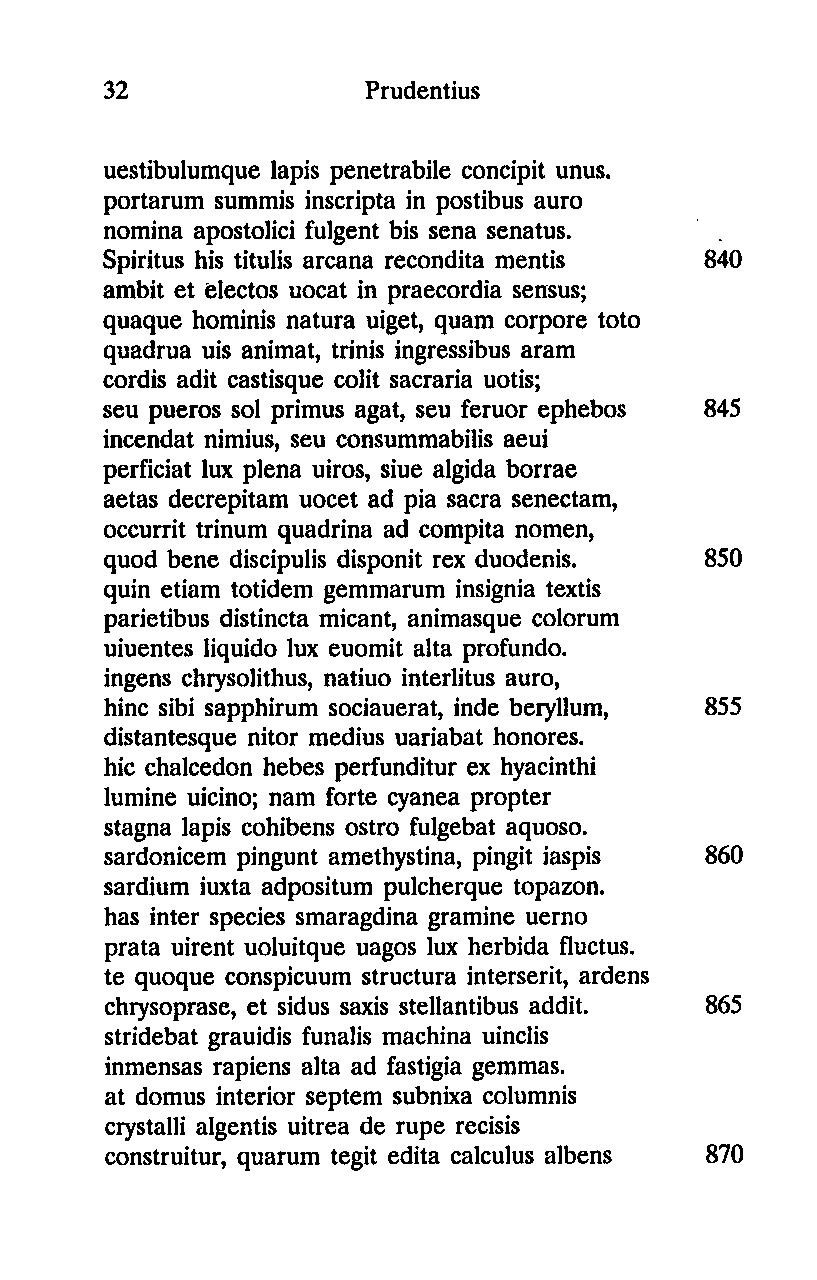 32 Prudentius
uestibulumque lapis penetrabile concipit unus.
portarum summis inscripta in postibus auro
nomina apostolici fulgent bis sena senatus.
Spiritus his titulis arcana recondita mentis 840
ambit et electos uocat in praecordia sensus;
quaque hominis natura uiget, quam corpore toto
quadrua uis animat, trinis ingressibus aram
cordis adit castisque colit sacraria uotis;
seu pueros sol primus agat, seu feruor ephebos 845
incendat nimius, seu consummabilis aeui
perficiat lux plena uiros, siue algida borrae
aetas decrepitam uocet ad pia sacra senectam,
occurrit trinum quadrina ad compita nomen,
quod bene discipulis disponit rex duodenis. 850
quin etiam totidem gemmarum insignia textis
parietibus distincta micant, animasque colorum
uiuentes liquido lux euomit alta profundo.
ingens chrysolithus, natiuo interlitus auro,
hinc sibi sapphirum sociauerat, inde beryllum, 855
distantesque nitor medius uariabat honores.
hic chalcedon hebes perfunditur ex hyacinthi
lumine uicino; nam forte cyanea propter
stagna lapis cohibens ostro fulgebat aquoso.
sardonicem pingunt amethystina, pingit iaspis 860
sardium iuxta adpositum pulcherque topazon.
has inter species smaragdina gramine uerno
prata uirent uoluitque uagos lux herbida fluctus.
te quoque conspicuum structura interserit, ardens
chrysoprase, et sidus saxis stellantibus addit. 865
stridebat grauidis funalis machina uinclis
inmensas rapiens alta ad fastigia gemmas.
at domus interior septem subnixa columnis
crystalli algentis uitrea de rupe recisis
construitur, quarum tegit edita calculus albens 870